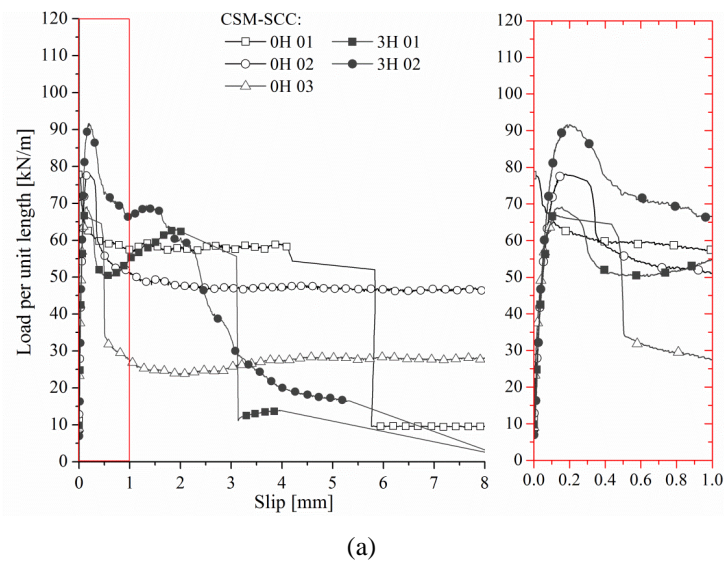 CSM-SCC:
0H 01
3H 01
0H 02
3H 02
0H 03
Load per unit length [kN/m]
120
110
100
90
80
70
60
50
40
30
20
10
0
0 1 2 3 4 5 6 7 8
Slip [mm]
120
110
100
90
80
70
60
50
40
30
20
10
0
0.0 0.2 0.4 0.6 0.8 1.0
(a)